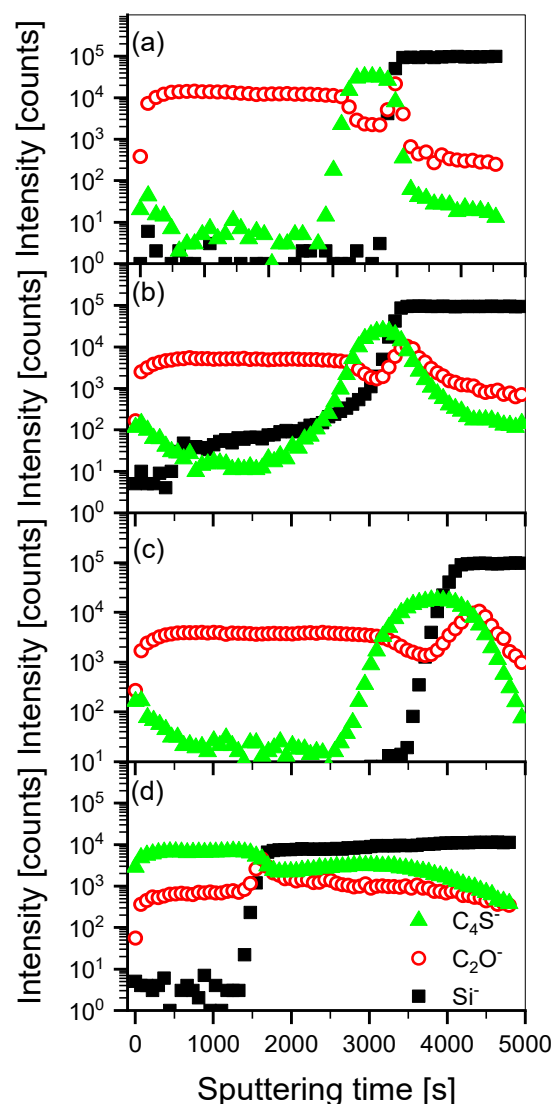 (a)
Intensity [counts]
10⁵
10⁴
10³
10²
10¹
10⁰
(b)
Intensity [counts]
10⁵
10⁴
10³
10²
10¹
10⁰
(c)
Intensity [counts]
10⁵
10⁴
10³
10²
10¹
(d)
Intensity [counts]
10⁵
10⁴
10³
10²
10¹
10⁰
C₄S⁻
C₂O⁻
Si⁻
0 1000 2000 3000 4000 5000
Sputtering time [s]